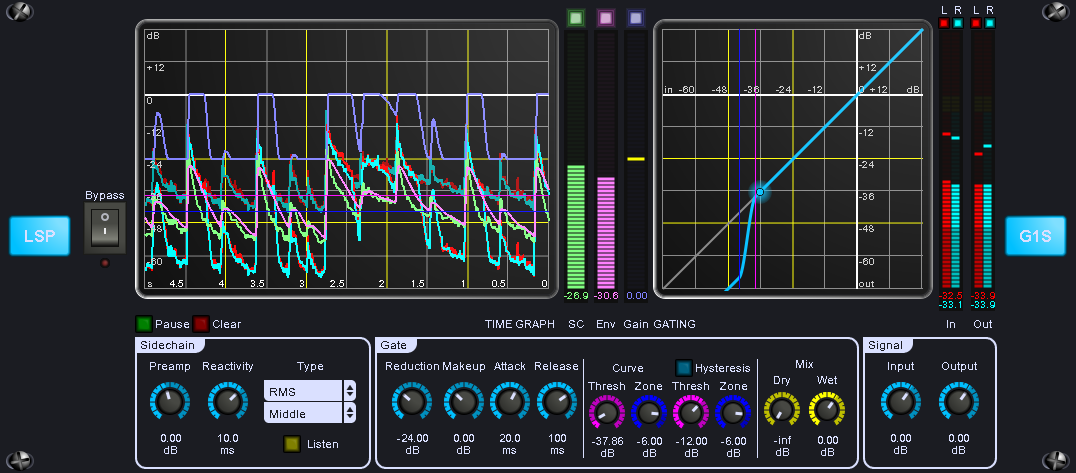 L R L R
dB
+12
0
-12
-24
-36
-48
-60
s 4.5 4 3.5 3 2.5 2 1.5 1 0.5 0
in -60 -48 -36 -24 -12 0 +12 dB
dB
+12
-12
-24
-36
-48
-60
out
Bypass
O
I
LSP
G1S
-26.9 -30.6 0.00
-32.5 -33.9
-33.1 -33.9
Pause Clear
TIME GRAPH SC Env Gain GATING
In Out
Sidechain
Preamp Reactivity Type
RMS
Middle
Listen
0.00 10.0
dB ms
Gate
Reduction Makeup Attack Release
-24.00 0.00 20.0 100
dB dB ms ms
Curve Hysteresis
Thresh Zone Thresh Zone
-37.86 -6.00 -12.00 -6.00
dB dB dB dB
Mix
Dry Wet
-inf 0.00
dB dB
Signal
Input Output
0.00 0.00
dB dB